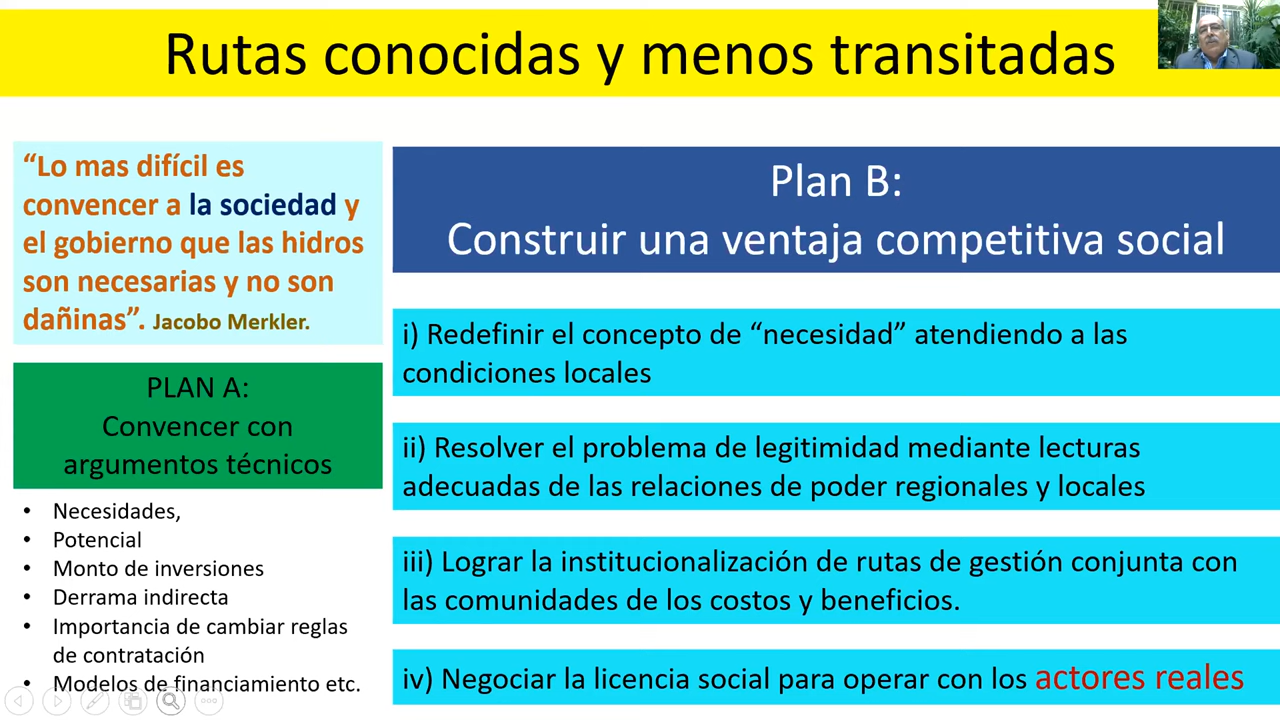 Rutas conocidas y menos transitadas
“Lo mas difícil es
convencer a la sociedad y
el gobierno que las hidros
son necesarias y no son
dañinas”. Jacobo Merkler.
PLAN A:
Convencer con
argumentos técnicos
• Necesidades,
• Potencial
• Monto de inversiones
• Derrama indirecta
• Importancia de cambiar reglas
de contratación
• Modelos de financiamiento etc.
Plan B:
Construir una ventaja competitiva social
i) Redefinir el concepto de “necesidad” atendiendo a las
condiciones locales
ii) Resolver el problema de legitimidad mediante lecturas
adecuadas de las relaciones de poder regionales y locales
iii) Lograr la institucionalización de rutas de gestión conjunta con
las comunidades de los costos y beneficios.
iv) Negociar la licencia social para operar con los actores reales